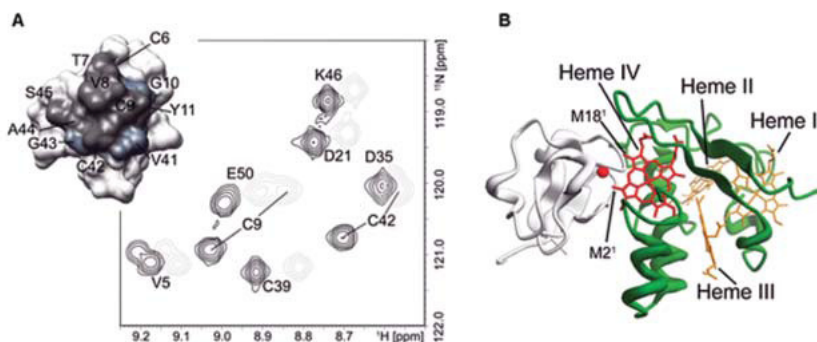 A
C6
T7
V8
S45
G10
C9
Y11
A44
G43
C42
V41
K46
D21
E50
D35
C9
C42
V5
C39
¹⁵N [ppm]
119.0
120.0
121.0
122.0
9.2
9.1
9.0
8.9
8.8
8.7
¹H [ppm]
B
Heme IV
Heme II
Heme I
M18¹
M2¹
Heme III